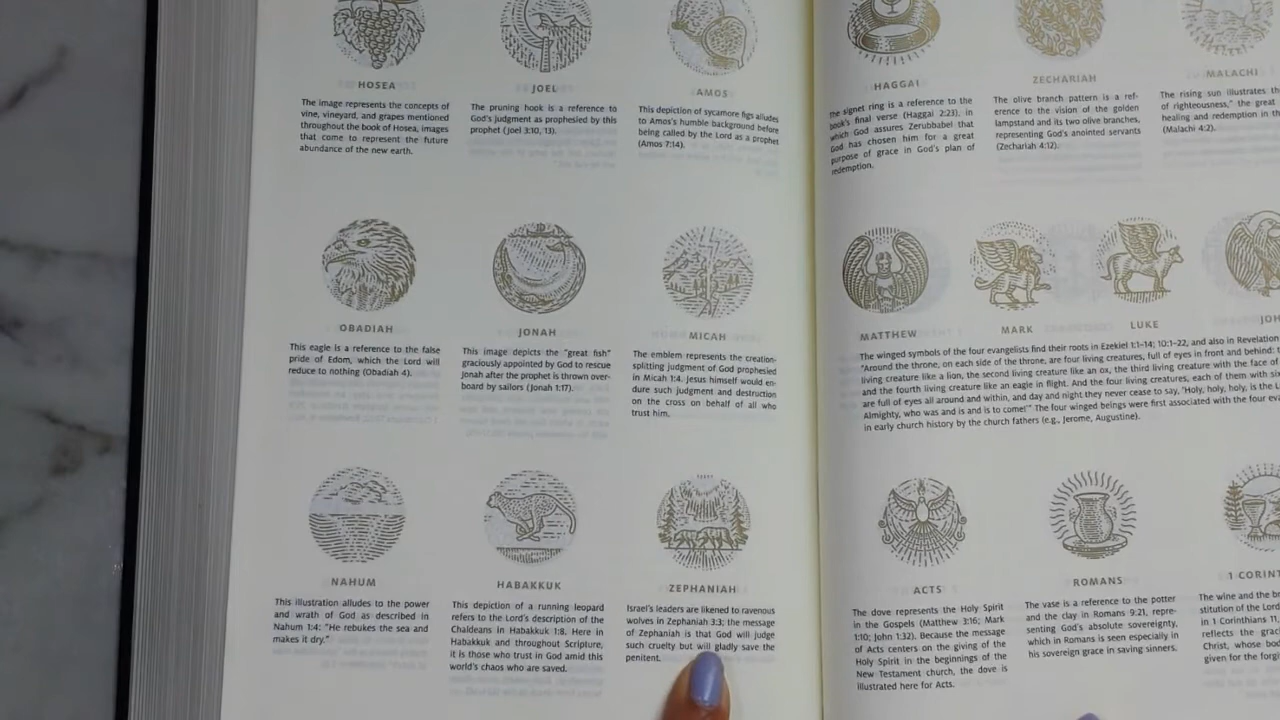 HOSEA
The image represents the concepts of
vine, vineyard, and grapes mentioned
throughout the book of Hosea, images
that come to represent the future
abundance of the new earth.
JOEL
The pruning hook is a reference to
God's judgment as prophesied by this
prophet (Joel 3:10, 13).
AMOS
This depiction of sycamore figs alludes
to Amos's humble background before
being called by the Lord as a prophet
(Amos 7:14).
OBADIAH
This eagle is a reference to the false
pride of Edom, which the Lord will
reduce to nothing (Obadiah 4).
JONAH
This image depicts the "great fish"
graciously appointed by God to rescue
Jonah after the prophet is thrown over-
board by sailors (Jonah 1:17).
MICAH
The emblem represents the creation-
splitting judgment of God prophesied
in Micah 1:4. Jesus himself would en-
dure such judgment and destruction
on the cross on behalf of all who
trust him.
NAHUM
This illustration alludes to the power
and wrath of God as described in
Nahum 1:4: "He rebukes the sea and
makes it dry."
HABAKKUK
This depiction of a running leopard
refers to the Lord's description of the
Chaldeans in Habakkuk 1:8. Here in
Habakkuk and throughout Scripture,
it is those who trust in God amid this
world's chaos who are saved.
ZEPHANIAH
Israel's leaders are likened to ravenous
wolves in Zephaniah 3:3; the message
of Zephaniah is that God will judge
such cruelty but will gladly save the
penitent.
HAGGAI
the signet ring is a reference to the
book's final verse (Haggai 2:23), in
which God assures Zerubbabel that
God has chosen him for a great
purpose of grace in God's plan of
redemption.
ZECHARIAH
The olive branch pattern is a ref-
erence to the vision of the golden
lampstand and its two olive branches,
representing God's anointed servants
(Zechariah 4:12).
MALACHI
The rising sun illustrates
of righteousness," the great
healing and redemption in
(Malachi 4:2).
MATTHEW
MARK
LUKE
The winged symbols of the four evangelists find their roots in Ezekiel 1:1–14; 10:1–22, and also in Revelation
"Around the throne, on each side of the throne, are four living creatures, full of eyes in front and behind:
living creature like a lion, the second living creature like an ox, the third living creature with the face of
and the fourth living creature like an eagle in flight. And the four living creatures, each of them with six
are full of eyes all around and within, and day and night they never cease to say, 'Holy, holy, holy, is the
Almighty, who was and is and is to come!'" The four winged beings were first associated with the four
in early church history by the church fathers (e.g., Jerome, Augustine).
ACTS
The dove represents the Holy Spirit
in the Gospels (Matthew 3:16; Mark
1:10; John 1:32). Because the message
of Acts centers on the giving of the
Holy Spirit in the beginnings of the
New Testament church, the dove is
illustrated here for Acts.
ROMANS
The vase is a reference to the potter
and the clay in Romans 9:21, repre-
senting God's absolute sovereignty,
which in Romans is seen especially in
his sovereign grace in saving sinners.
1 CORINT
The wine and the
stitution of the Lord
in 1 Corinthians 11,
reflects the
Christ, whose
given for the